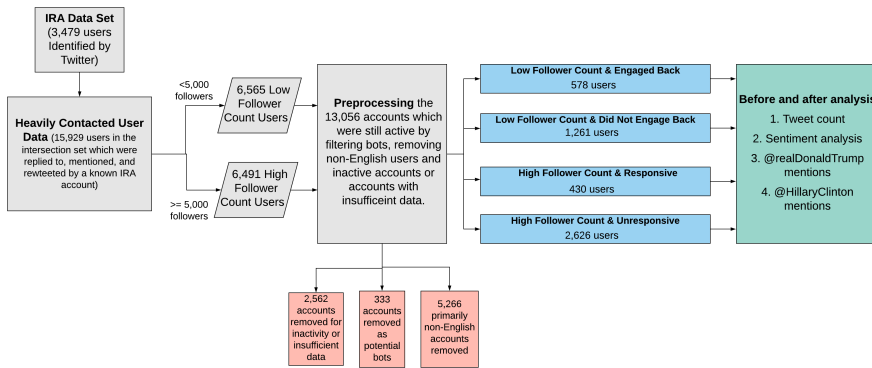 IRA Data Set
(3,479 users
Identified by
Twitter)
Heavily Contacted User
Data (15,929 users in the
intersection set which were
replied to, mentioned, and
rewteeted by a known IRA
account)
<5,000
followers
>= 5,000
followers
6,565 Low
Follower
Count Users
6,491 High
Follower
Count Users
Preprocessing the
13,056 accounts which
were still active by
filtering bots, removing
non-English users and
inactive accounts or
accounts with
insufficeint data.
2,562
accounts
removed for
inactivity or
insufficient
data
333
accounts
removed
as
potential
bots
5,266
primarily
non-English
accounts
removed
Low Follower Count & Engaged Back
578 users
Low Follower Count & Did Not Engage Back
1,261 users
High Follower Count & Responsive
430 users
High Follower Count & Unresponsive
2,626 users
Before and after analysis
1. Tweet count
2. Sentiment analysis
3. @realDonaldTrump
mentions
4. @HillaryClinton
mentions